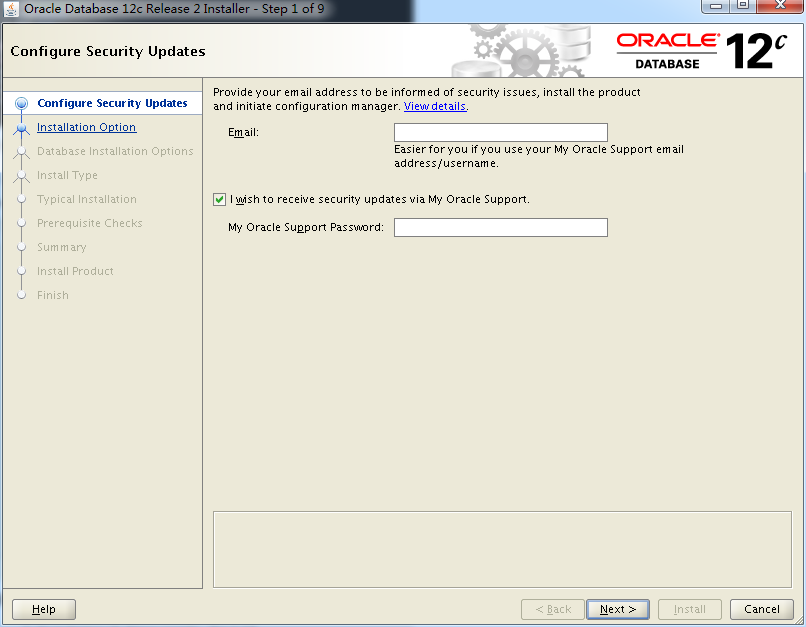 Oracle Database 12c Release 2 Installer - Step 1 of 9
Configure Security Updates
ORACLE
DATABASE
12c
Configure Security Updates
Installation Option
Database Installation Options
Install Type
Typical Installation
Prerequisite Checks
Summary
Install Product
Finish
Provide your email address to be informed of security issues, install the product
and initiate configuration manager. View details.
Email:
Easier for you if you use your My Oracle Support email
address/username.
I wish to receive security updates via My Oracle Support.
My Oracle Support Password:
Help
< Back
Next >
Install
Cancel